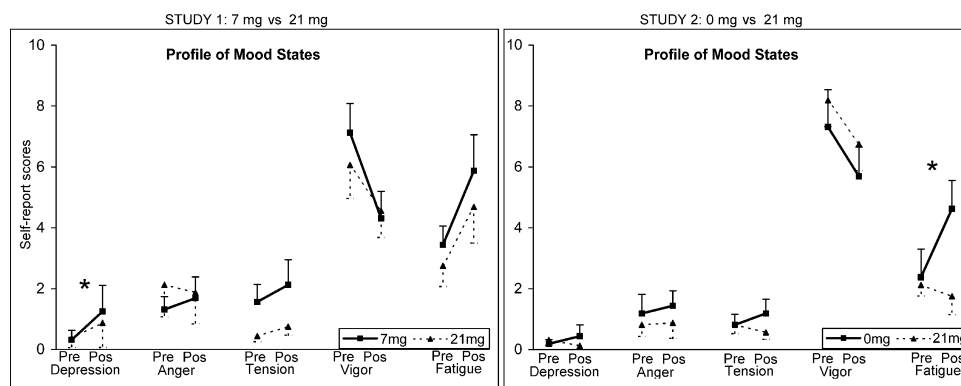 STUDY 1: 7 mg vs 21 mg
Profile of Mood States
Self-report scores
10
8
6
4
2
0
*
7mg 21mg
Pre Pos Pre Pos Pre Pos Pre Pos Pre Pos
Depression Anger Tension Vigor Fatigue
STUDY 2: 0 mg vs 21 mg
Profile of Mood States
10
8
6
4
2
0
*
0mg 21mg
Pre Pos Pre Pos Pre Pos Pre Pos Pre Pos
Depression Anger Tension Vigor Fatigue